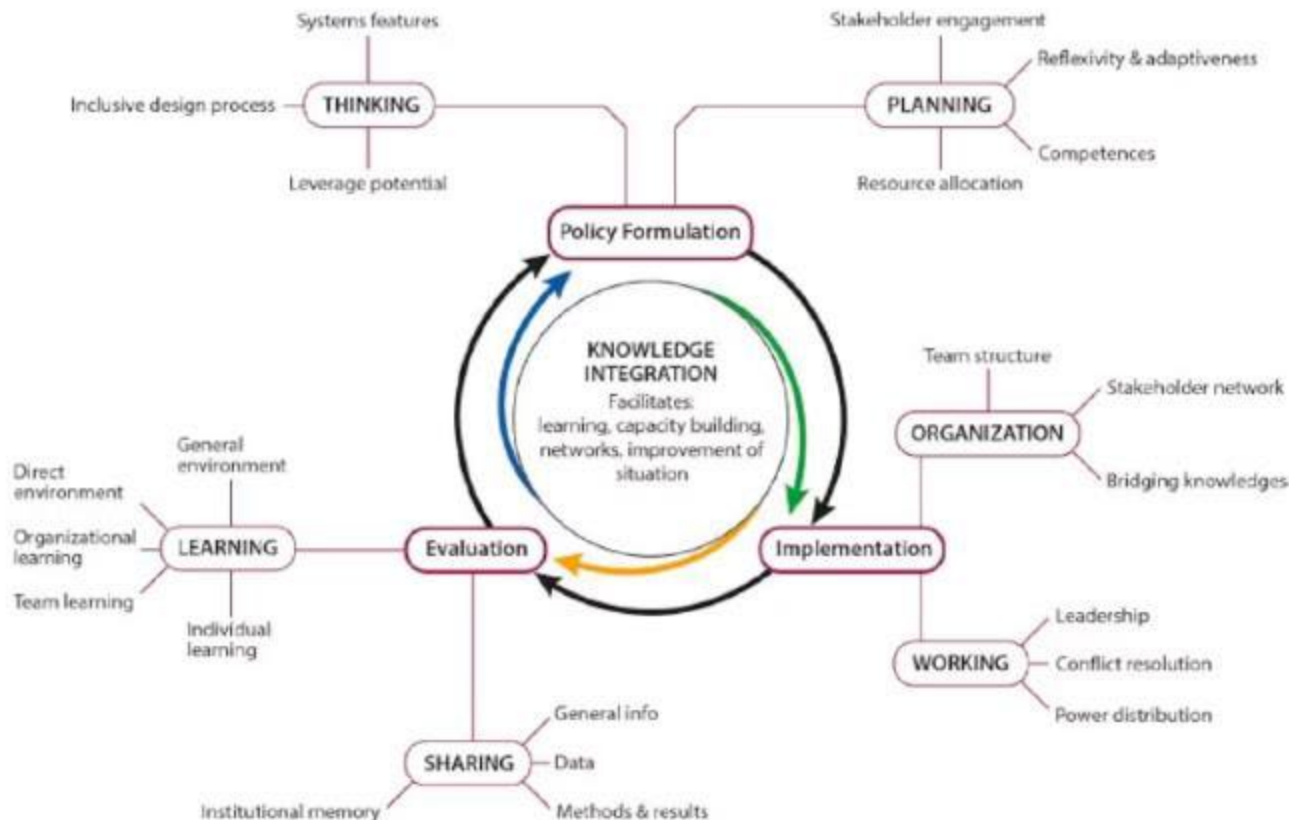 Systems features
Stakeholder engagement
Reflexivity & adaptiveness
Inclusive design process
THINKING
PLANNING
Competences
Leverage potential
Resource allocation
Policy Formulation
KNOWLEDGE
INTEGRATION
Facilitates:
learning, capacity building,
networks, improvement of
situation
Team structure
Stakeholder network
ORGANIZATION
Bridging knowledges
General
environment
Direct
environment
Organizational
learning
LEARNING
Team learning
Individual
learning
Evaluation
Implementation
Leadership
WORKING
Conflict resolution
Power distribution
General info
SHARING
Data
Institutional memory
Methods & results